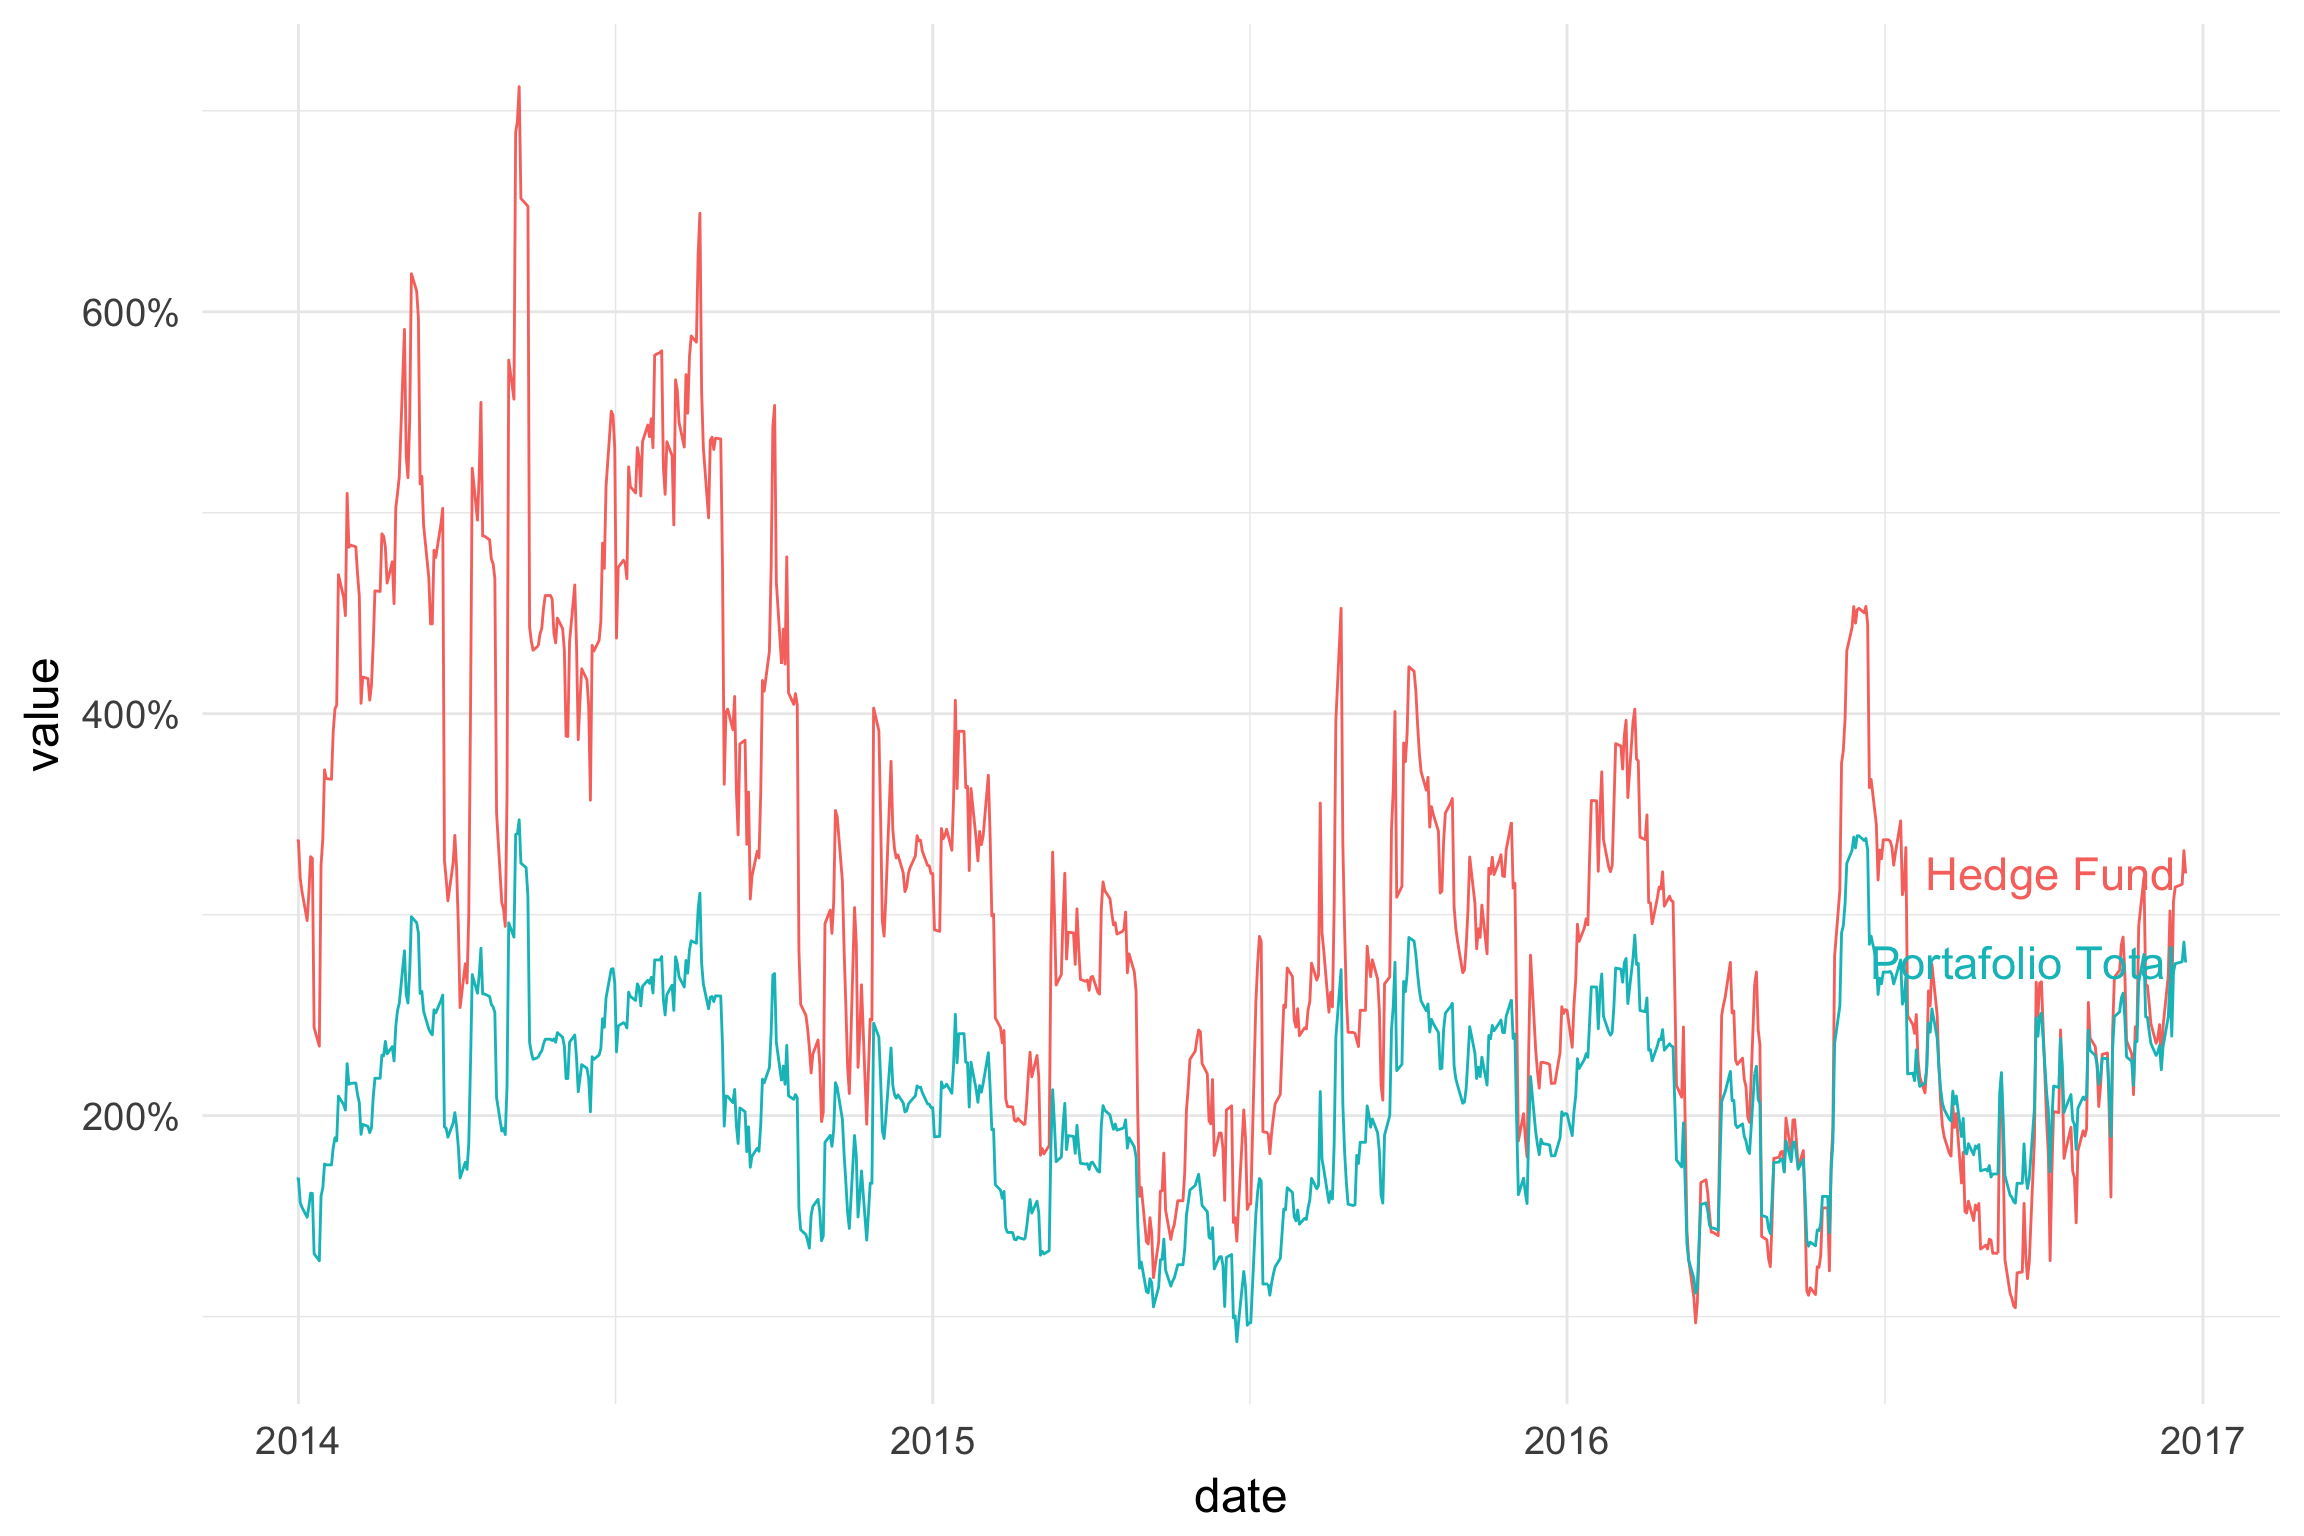 600%
400%
200%
value
Hedge Fund
Portafolio Total
2014 2015 2016 2017
date